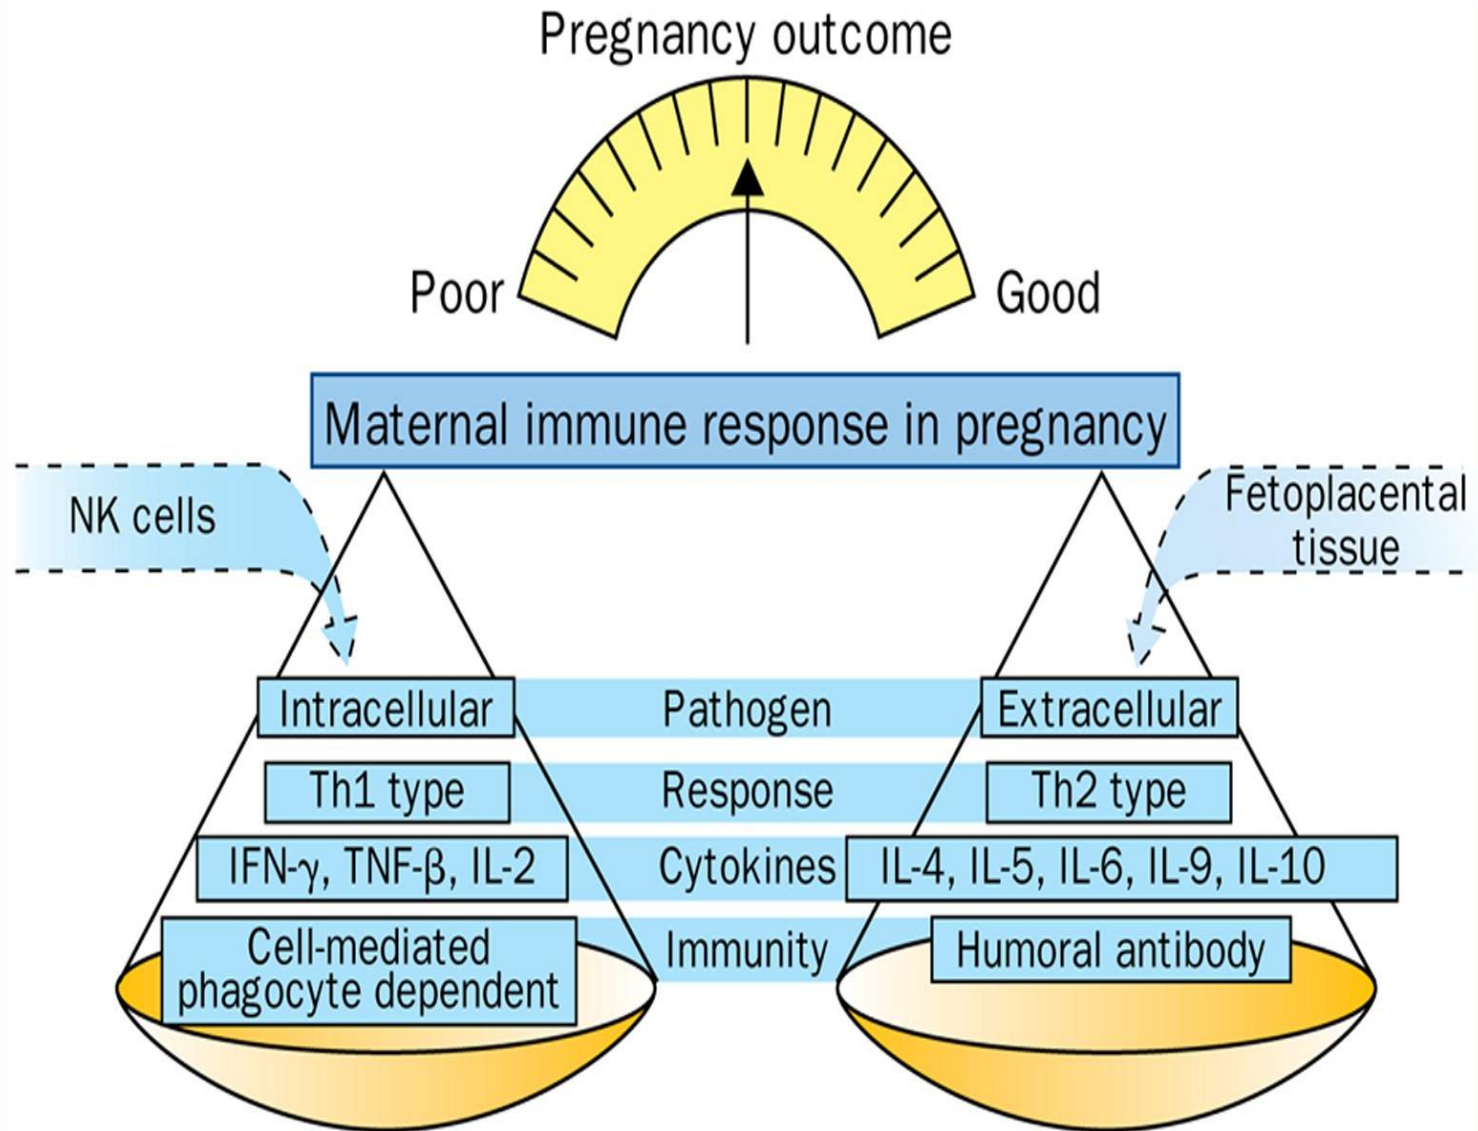 Pregnancy outcome
Poor
Good
Maternal immune response in pregnancy
NK cells
Fetoplacental
tissue
Intracellular
Pathogen
Extracellular
Th1 type
Response
Th2 type
IFN-γ, TNF-β, IL-2
Cytokines
IL-4, IL-5, IL-6, IL-9, IL-10
Cell-mediated
phagocyte dependent
Immunity
Humoral antibody